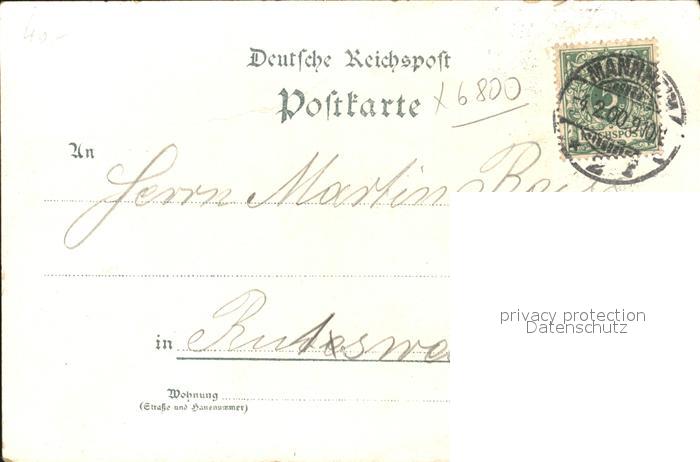 40.-
Deutsche Reichspost
Postkarte
x 6800
MANNHEIM
REICHSPOST
An
Herrn Martin
in
privacy protection
Datenschutz
Wohnung
(Straße und Hausnummer)